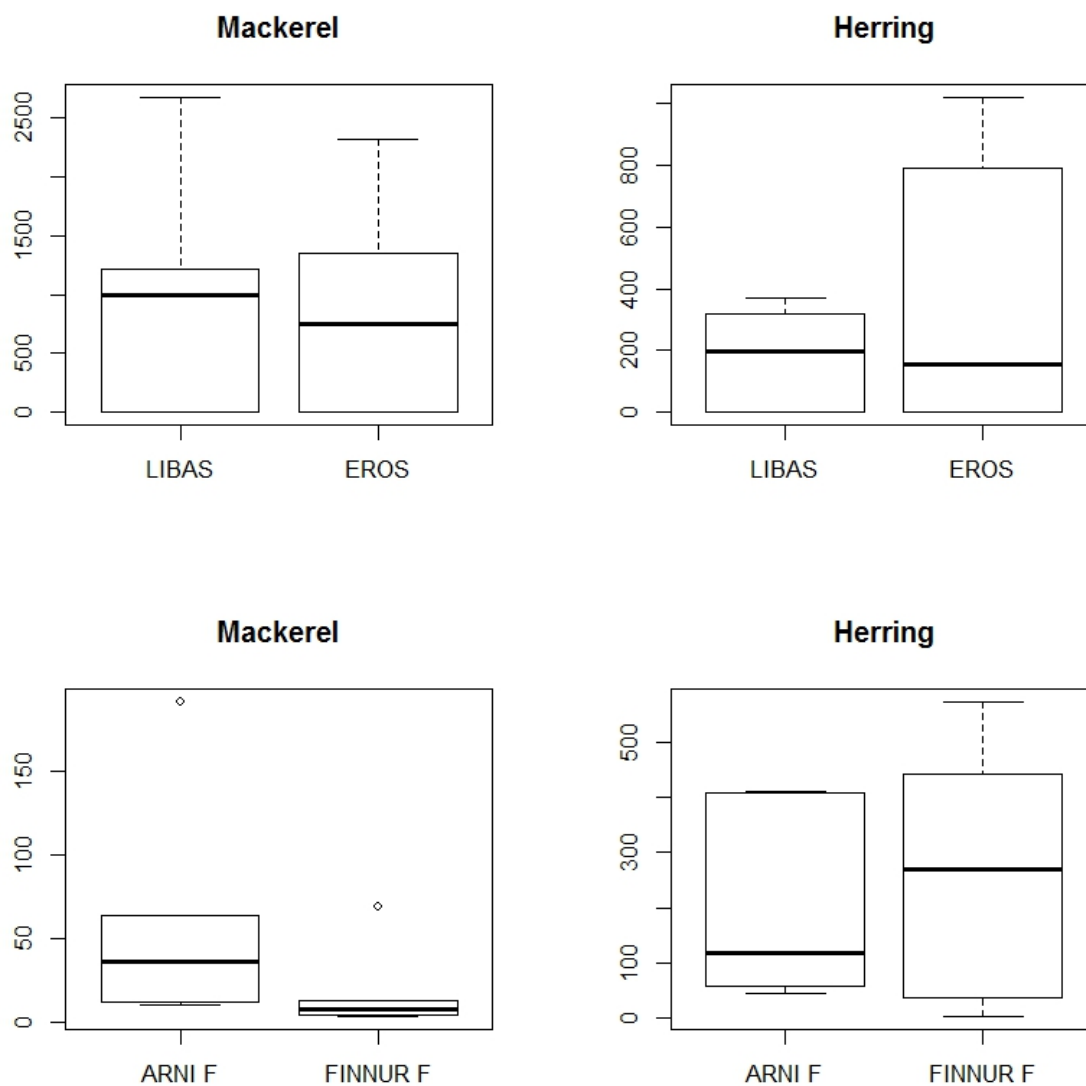 Mackerel
2500
1500
500
0
LIBAS EROS
Herring
800
600
400
200
0
LIBAS EROS
Mackerel
150
100
50
0
ARNI F FINNUR F
Herring
500
300
100
0
ARNI F FINNUR F